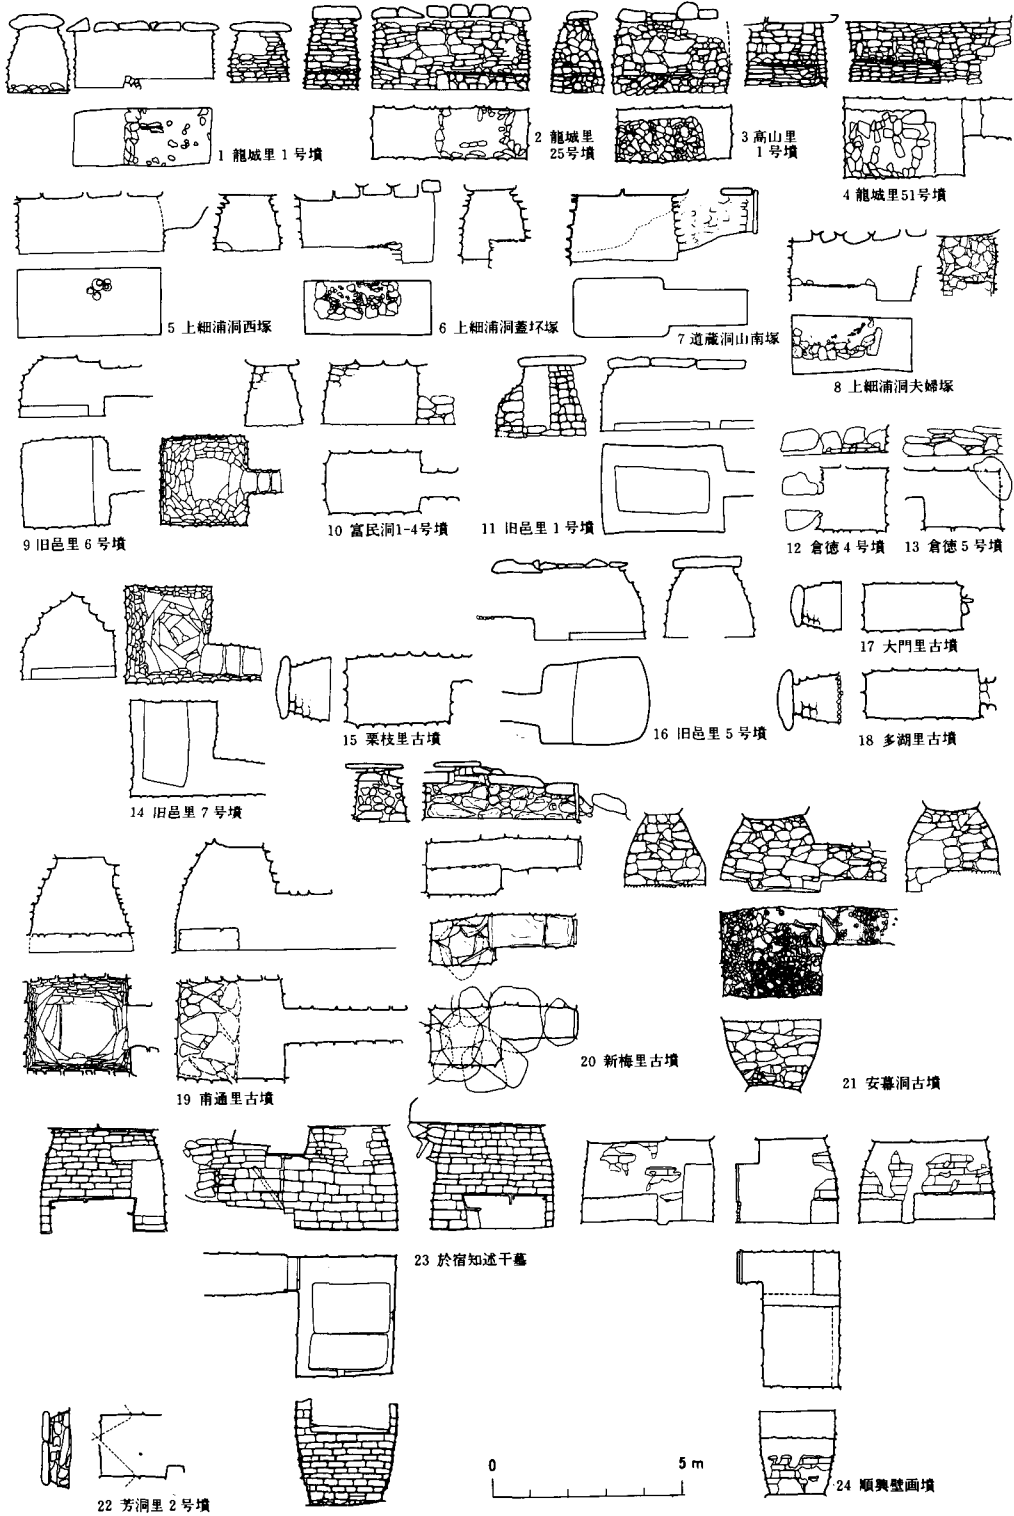 1 龍城里1号墳
2 龍城里
25号墳
3 高山里
1号墳
4 龍城里51号墳
5 上細浦洞西塚
6 上細浦洞蓋坏塚
7 道蔵洞山南塚
8 上細浦洞夫婦塚
9 旧邑里6号墳
10 富民洞1-4号墳
11 旧邑里1号墳
12 倉徳4号墳
13 倉徳5号墳
14 旧邑里7号墳
15 栗枝里古墳
16 旧邑里5号墳
17 大門里古墳
18 多湖里古墳
19 甫通里古墳
20 新梅里古墳
21 安幕洞古墳
22 芳洞里2号墳
23 於宿知述干墓
24 順興壁画墳
0 5m